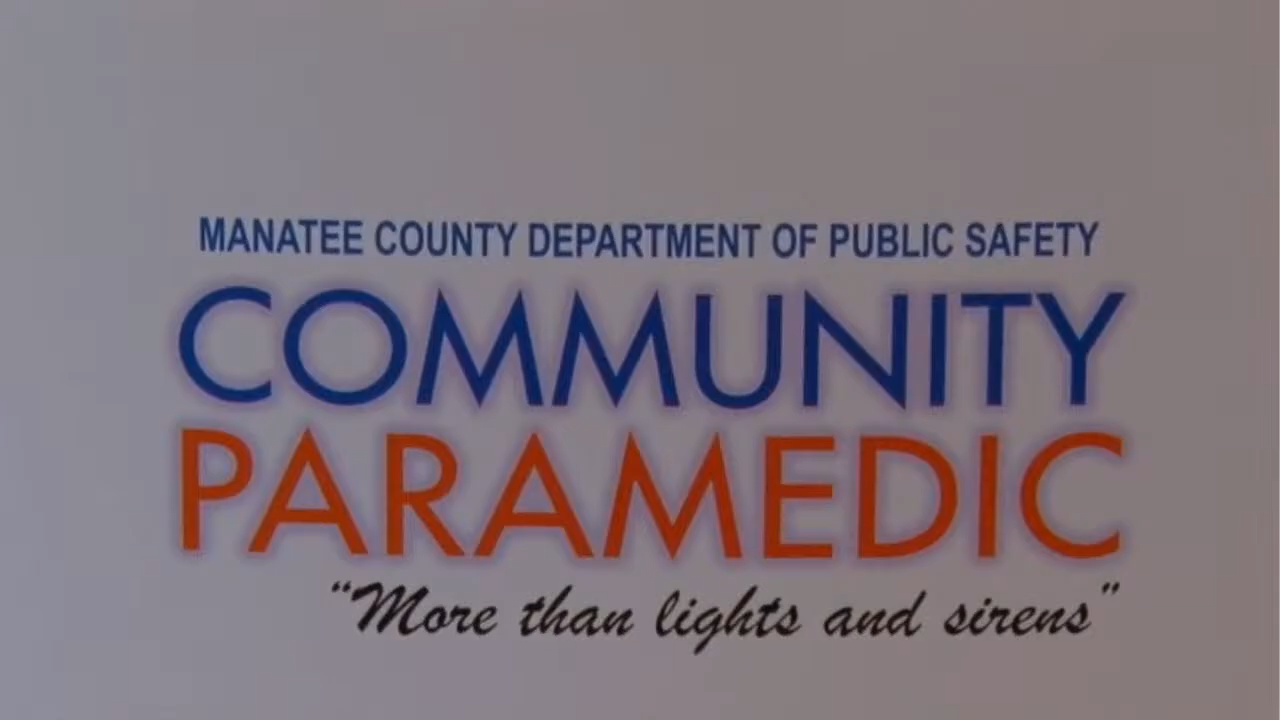 MANATEE COUNTY DEPARTMENT OF PUBLIC SAFETY
COMMUNITY
PARAMEDIC
"More than lights and sirens"